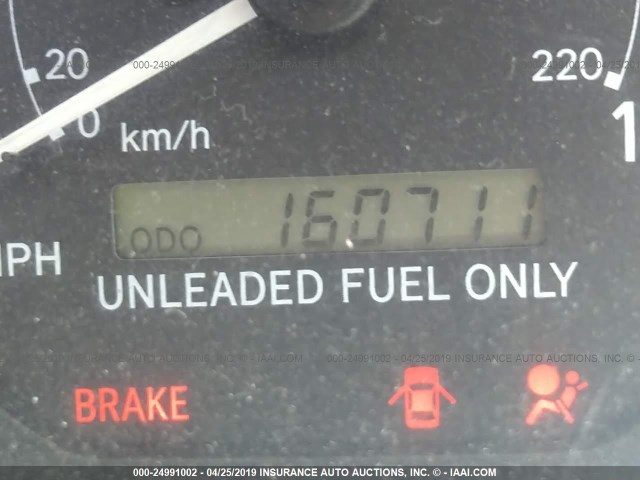 20
220
0
km/h
1
ODO 160711
MPH
UNLEADED FUEL ONLY
BRAKE
000-24991002 - 04/25/2019 INSURANCE AUTO AUCTIONS, INC. - © IAAI.COM